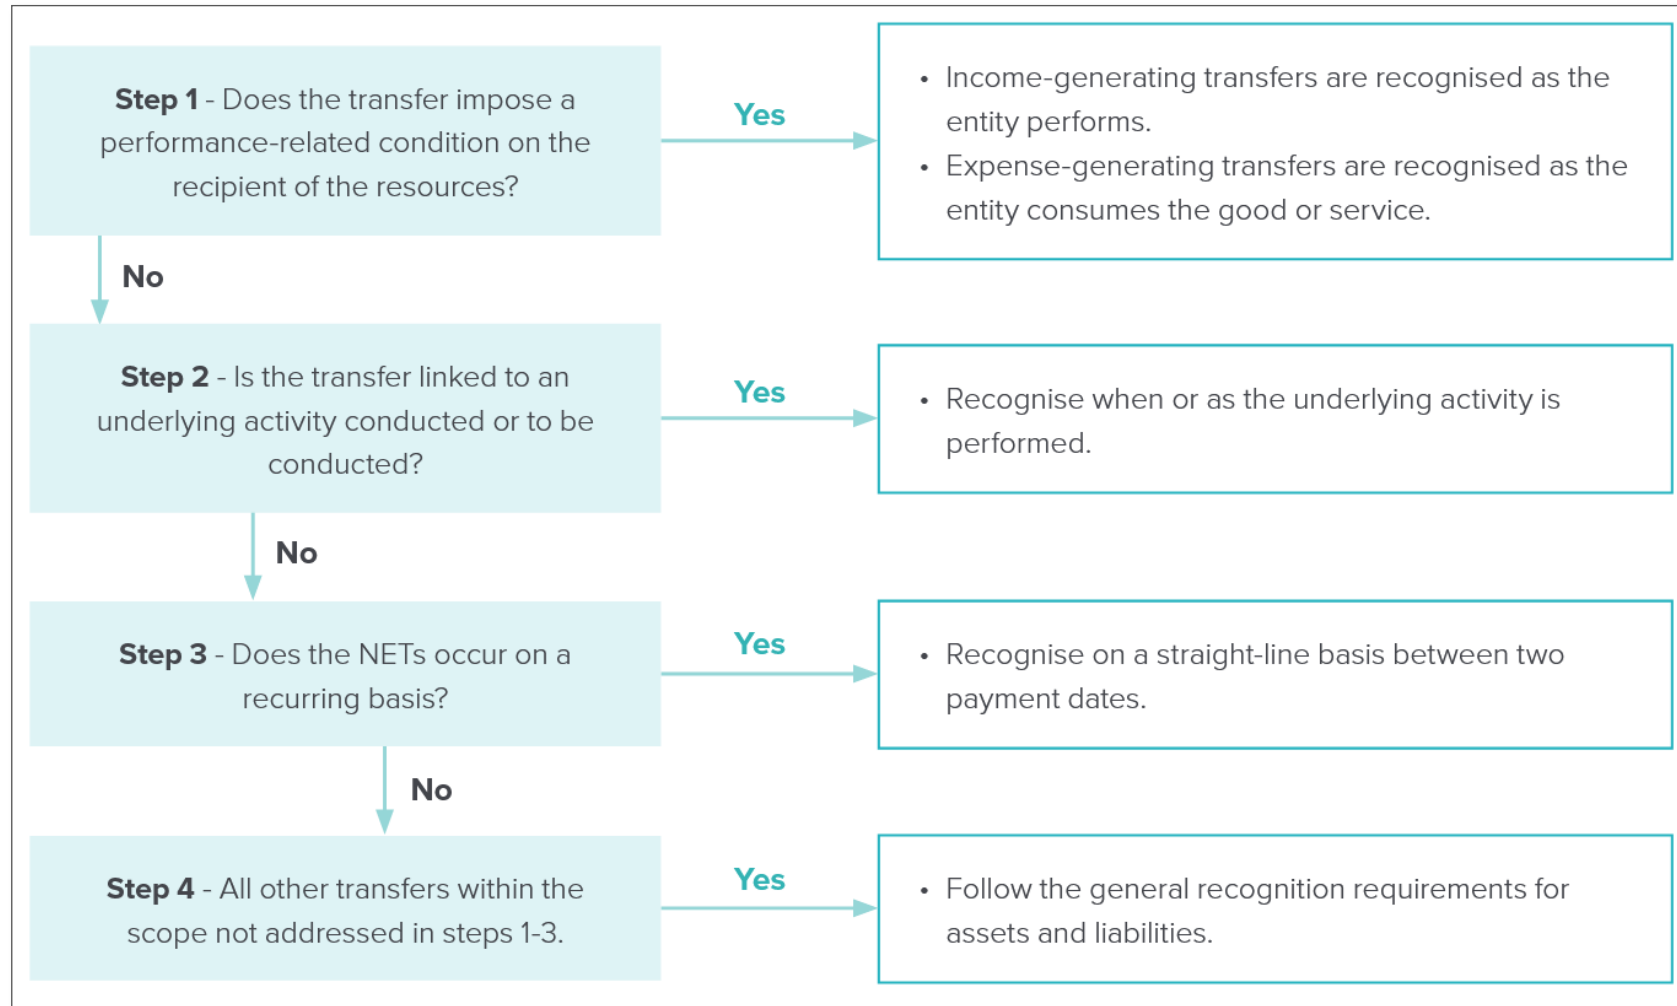 Step 1 - Does the transfer impose a
performance-related condition on the
recipient of the resources?
Yes
• Income-generating transfers are recognised as the
entity performs.
• Expense-generating transfers are recognised as the
entity consumes the good or service.
No
Step 2 - Is the transfer linked to an
underlying activity conducted or to be
conducted?
Yes
• Recognise when or as the underlying activity is
performed.
No
Step 3 - Does the NETs occur on a
recurring basis?
Yes
• Recognise on a straight-line basis between two
payment dates.
No
Step 4 - All other transfers within the
scope not addressed in steps 1-3.
Yes
• Follow the general recognition requirements for
assets and liabilities.